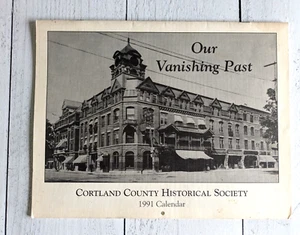 Our
Vanishing Past
CORTLAND COUNTY HISTORICAL SOCIETY
1991 Calendar